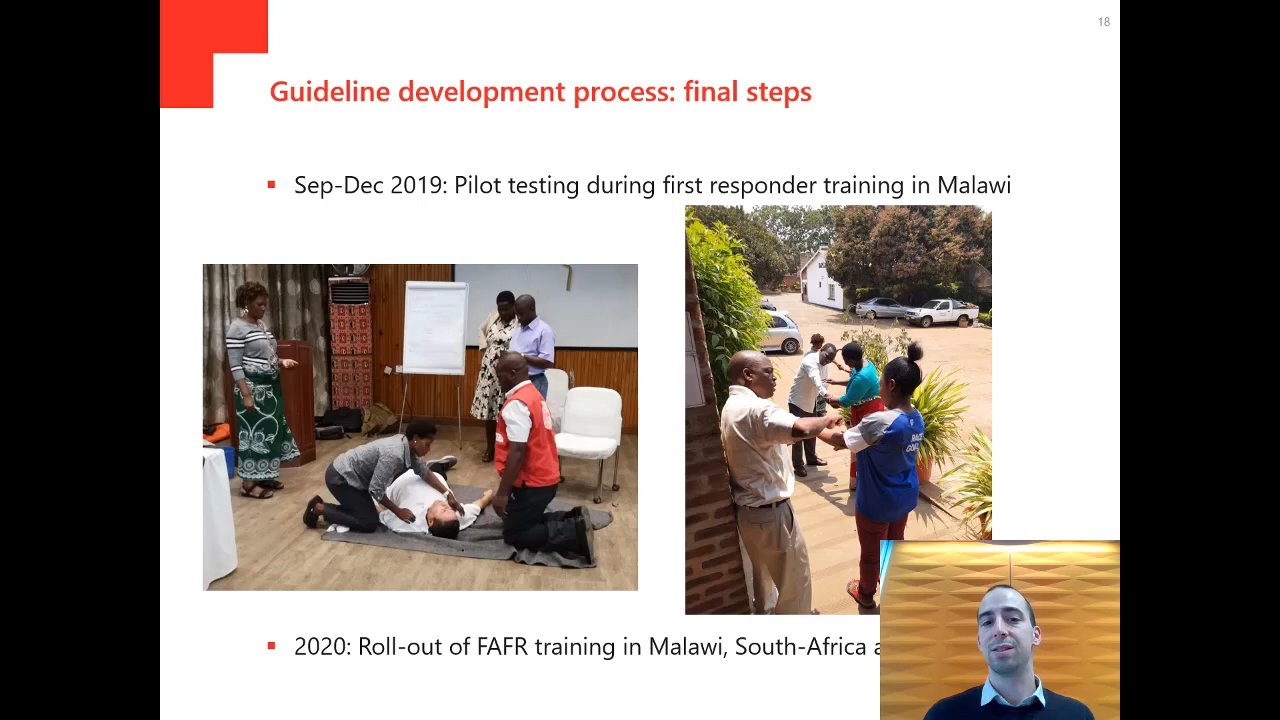 18
Guideline development process: final steps
Sep-Dec 2019: Pilot testing during first responder training in Malawi
2020: Roll-out of FAFR training in Malawi, South-Africa a